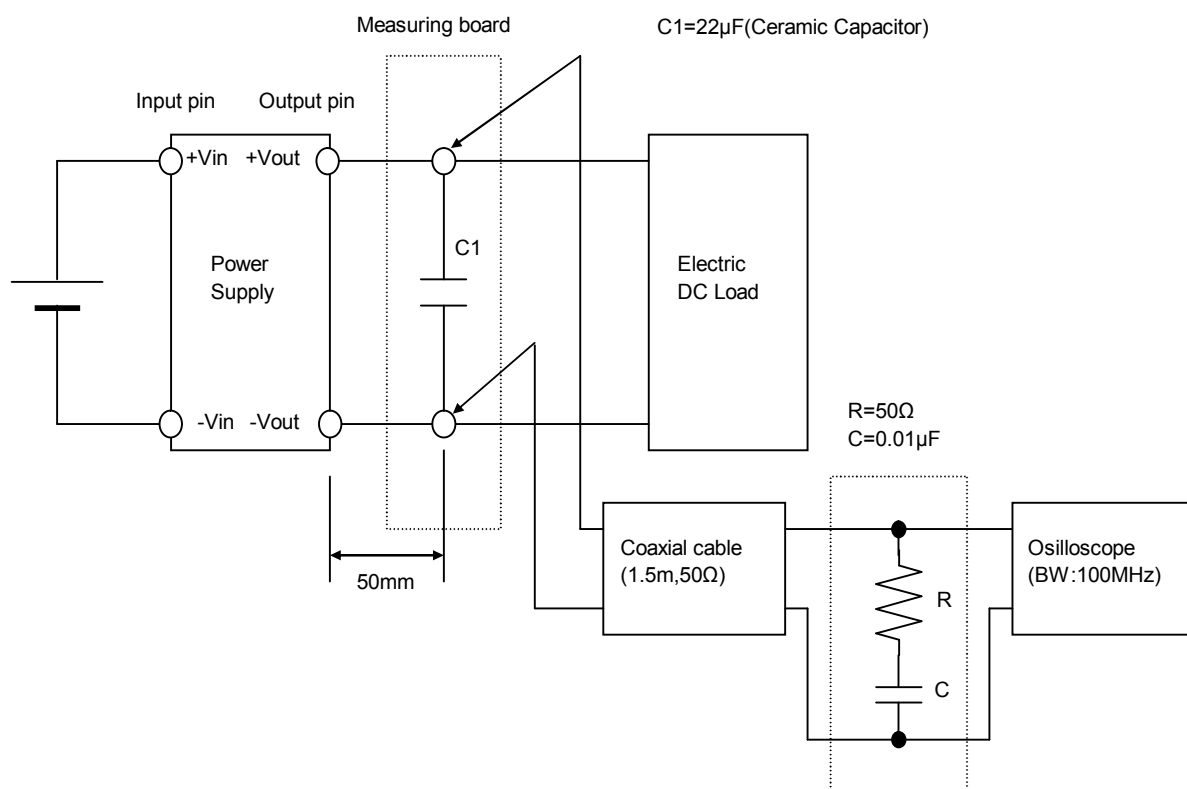 Measuring board
C1=22µF(Ceramic Capacitor)
Input pin
Output pin
+Vin
+Vout
C1
Power
Supply
Electric
DC Load
-Vin
-Vout
R=50Ω
C=0.01µF
50mm
Coaxial cable
(1.5m,50Ω)
R
C
Osilloscope
(BW:100MHz)